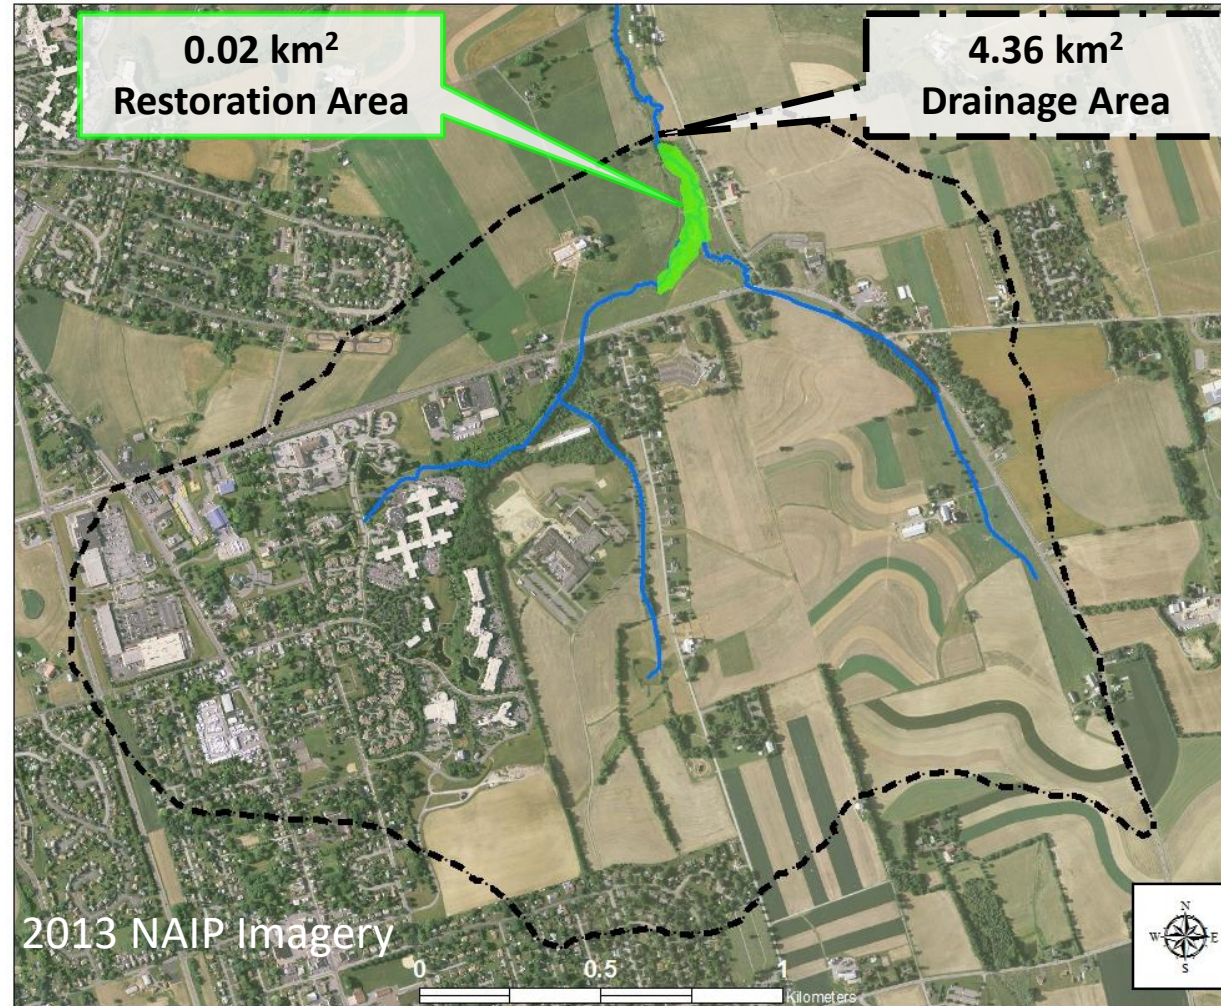 0.02 km²
Restoration Area
4.36 km²
Drainage Area
2013 NAIP Imagery
0 0.5 1
Kilometers
N
W E
S